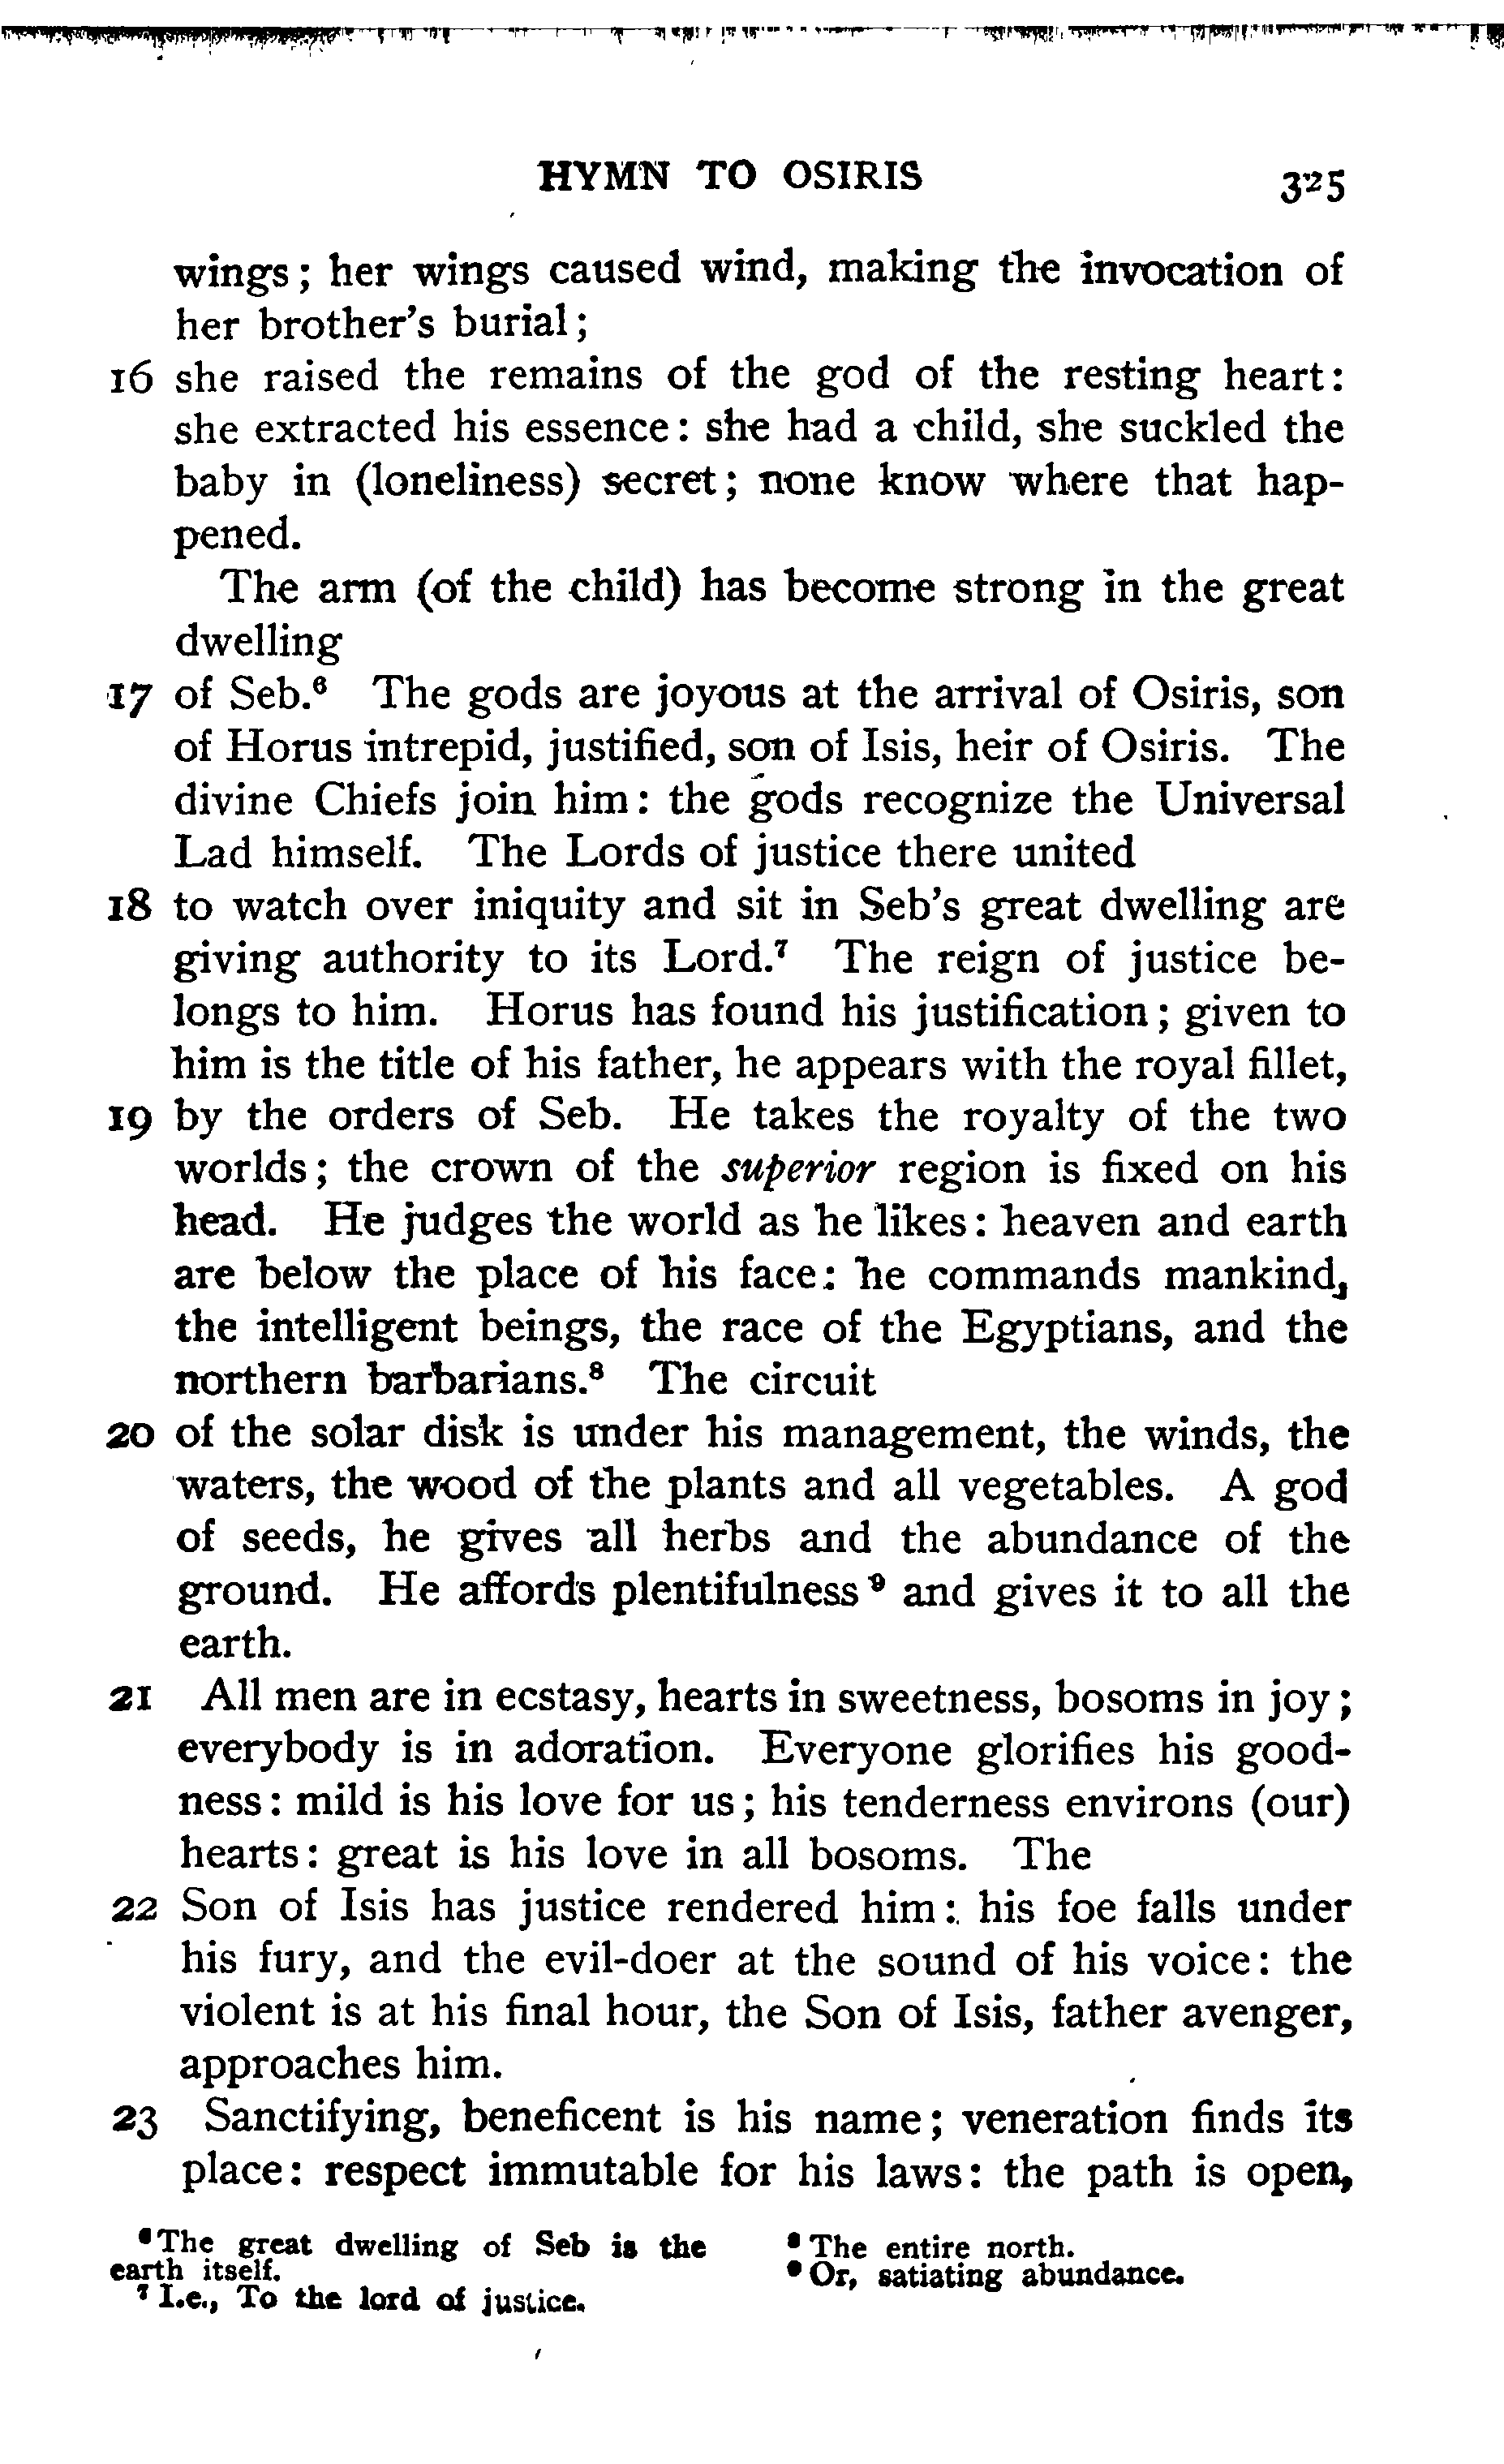 HYMN TO OSIRIS 325
wings; her wings caused wind, making the invocation of
her brother's burial;
16 she raised the remains of the god of the resting heart:
she extracted his essence: she had a child, she suckled the
baby in (loneliness) secret; none know where that hap-
pened.
The arm (of the child) has become strong in the great
dwelling
17 of Seb.⁶ The gods are joyous at the arrival of Osiris, son
of Horus intrepid, justified, son of Isis, heir of Osiris. The
divine Chiefs join him: the gods recognize the Universal
Lad himself. The Lords of justice there united
18 to watch over iniquity and sit in Seb's great dwelling are
giving authority to its Lord.⁷ The reign of justice be-
longs to him. Horus has found his justification; given to
him is the title of his father, he appears with the royal fillet,
19 by the orders of Seb. He takes the royalty of the two
worlds; the crown of the superior region is fixed on his
head. He judges the world as he likes: heaven and earth
are below the place of his face: he commands mankind,
the intelligent beings, the race of the Egyptians, and the
northern barbarians.⁸ The circuit
20 of the solar disk is under his management, the winds, the
waters, the wood of the plants and all vegetables. A god
of seeds, he gives all herbs and the abundance of the
ground. He affords plentifulness⁹ and gives it to all the
earth.
21 All men are in ecstasy, hearts in sweetness, bosoms in joy;
everybody is in adoration. Everyone glorifies his good-
ness: mild is his love for us; his tenderness environs (our)
hearts: great is his love in all bosoms. The
22 Son of Isis has justice rendered him: his foe falls under
his fury, and the evil-doer at the sound of his voice: the
violent is at his final hour, the Son of Isis, father avenger,
approaches him.
23 Sanctifying, beneficent is his name; veneration finds its
place: respect immutable for his laws: the path is open,
⁶ The great dwelling of Seb is the
earth itself.
⁷ I.e., To the lord of justice.
⁸ The entire north.
⁹ Or, satiating abundance.